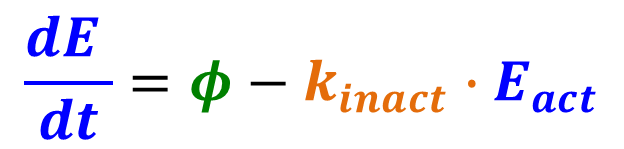 dE/dt = ϕ − k_inact · E_act